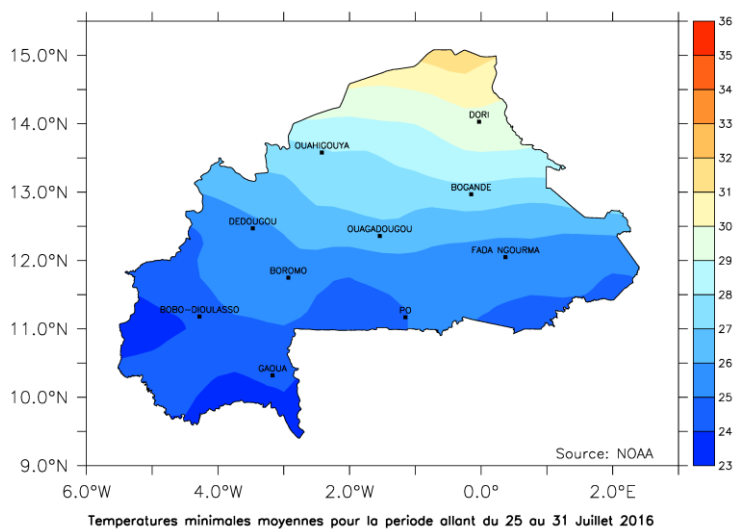 36
15.0°N
35
34
DORI
14.0°N
33
OUAHIGOUYA
32
13.0°N
BOGANDE
31
DEDOUGOU
OUAGADOUGOU
30
FADA NGOURMA
12.0°N
29
BOROMO
28
BOBO-DIOULASSO
PO
11.0°N
27
26
GAOUA
10.0°N
25
24
Source: NOAA
9.0°N
23
6.0°W 4.0°W 2.0°W 0.0° 2.0°E
Temperatures minimales moyennes pour la periode allant du 25 au 31 Juillet 2016